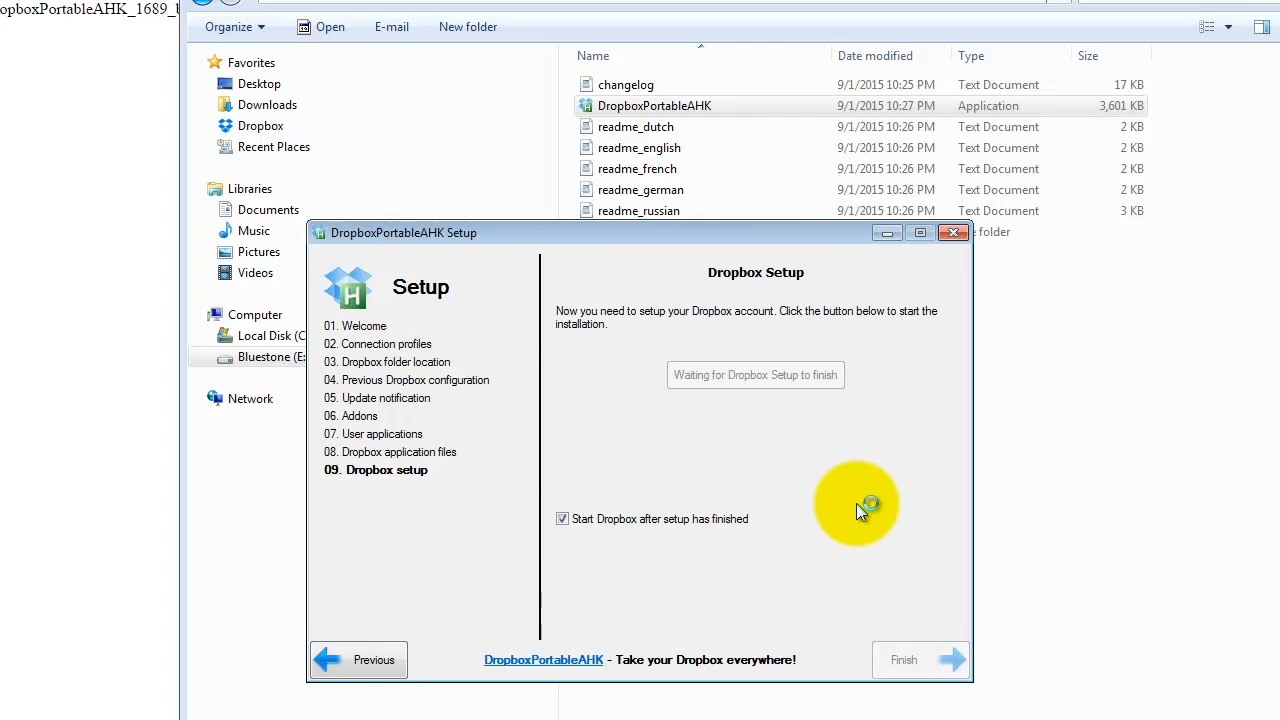 opboxPortableAHK_1689_b
Organize
Open
E-mail
New folder
Name
Date modified
Type
Size
Favorites
Desktop
Downloads
Dropbox
Recent Places
Libraries
Documents
Music
Pictures
Videos
Computer
Local Disk (C
Bluestone (E:
Network
changelog 9/1/2015 10:25 PM Text Document 17 KB
DropboxPortableAHK 9/1/2015 10:27 PM Application 3,601 KB
readme_dutch 9/1/2015 10:26 PM Text Document 2 KB
readme_english 9/1/2015 10:26 PM Text Document 2 KB
readme_french 9/1/2015 10:26 PM Text Document 2 KB
readme_german 9/1/2015 10:26 PM Text Document 2 KB
readme_russian 9/1/2015 10:26 PM Text Document 3 KB
e folder
DropboxPortableAHK Setup
H
Setup
01. Welcome
02. Connection profiles
03. Dropbox folder location
04. Previous Dropbox configuration
05. Update notification
06. Addons
07. User applications
08. Dropbox application files
09. Dropbox setup
Dropbox Setup
Now you need to setup your Dropbox account. Click the button below to start the
installation.
Waiting for Dropbox Setup to finish
Start Dropbox after setup has finished
Previous
DropboxPortableAHK - Take your Dropbox everywhere!
Finish